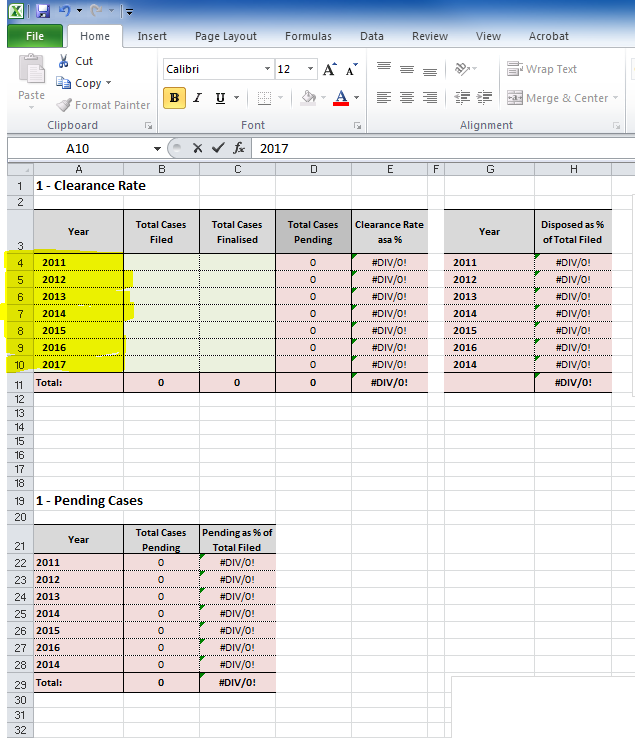 File Home Insert Page Layout Formulas Data Review View Acrobat
Paste
Cut
Copy
Format Painter
Clipboard
Calibri 12 A A
B I U A
Font
Wrap Text
Merge & Center
Alignment
A10 fx 2017
A B C D E F G H
1 1 - Clearance Rate
2
3 Year Total Cases Filed Total Cases Finalised Total Cases Pending Clearance Rate asa % Year Disposed as % of Total Filed
4 2011 0 #DIV/0! 2011 #DIV/0!
5 2012 0 #DIV/0! 2012 #DIV/0!
6 2013 0 #DIV/0! 2013 #DIV/0!
7 2014 0 #DIV/0! 2014 #DIV/0!
8 2015 0 #DIV/0! 2015 #DIV/0!
9 2016 0 #DIV/0! 2016 #DIV/0!
10 2017 0 #DIV/0! 2014 #DIV/0!
11 Total: 0 0 0 #DIV/0! #DIV/0!
12
13
14
15
16
17
18
19 1 - Pending Cases
20
21 Year Total Cases Pending Pending as % of Total Filed
22 2011 0 #DIV/0!
23 2012 0 #DIV/0!
24 2013 0 #DIV/0!
25 2014 0 #DIV/0!
26 2015 0 #DIV/0!
27 2016 0 #DIV/0!
28 2014 0 #DIV/0!
29 Total: 0 #DIV/0!
30
31
32